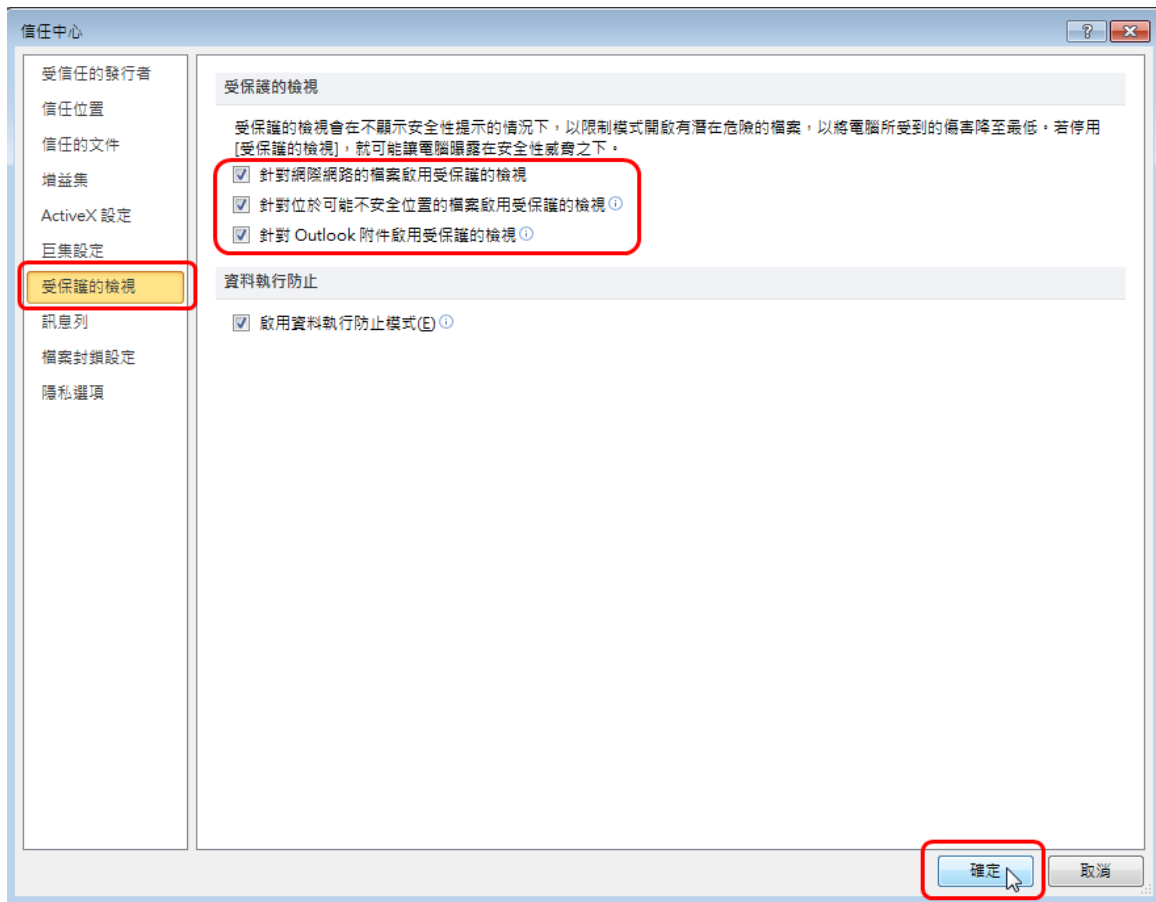 信任中心
受信任的發行者
信任位置
信任的文件
增益集
ActiveX 設定
巨集設定
受保護的檢視
訊息列
檔案封鎖設定
隱私選項
受保護的檢視
受保護的檢視會在不顯示安全性提示的情況下，以限制模式開啟有潛在危險的檔案，以將電腦所受到的傷害降至最低。若停用
[受保護的檢視]，就可能讓電腦曝露在安全性威脅之下。
針對網際網路的檔案啟用受保護的檢視
針對位於可能不安全位置的檔案啟用受保護的檢視
針對 Outlook 附件啟用受保護的檢視
資料執行防止
啟用資料執行防止模式(E)
確定
取消